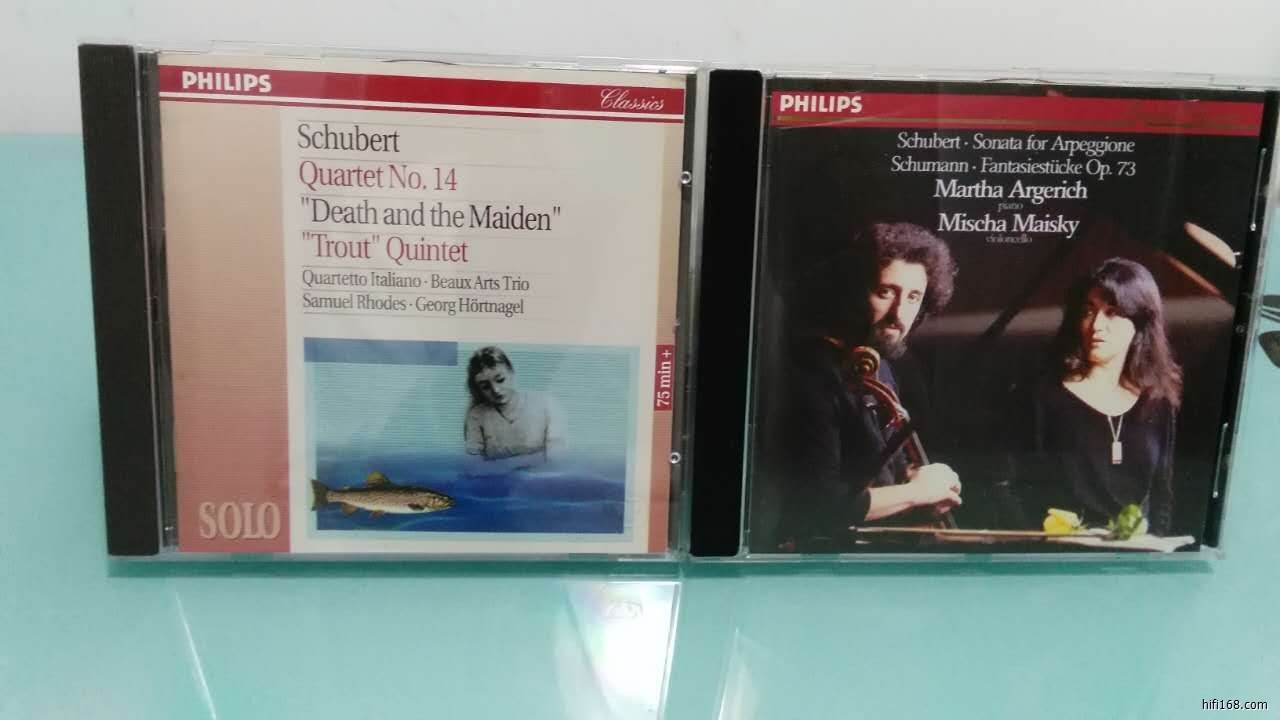 PHILIPS
Classics
Schubert
Quartet No. 14
"Death and the Maiden"
"Trout" Quintet
Quartetto Italiano · Beaux Arts Trio
Samuel Rhodes · Georg Hörtnagel
75 min +
SOLO
PHILIPS
Schubert · Sonata for Arpeggione
Schumann · Fantasiestücke Op. 73
Martha Argerich
piano
Mischa Maisky
violoncello
hifi168.com